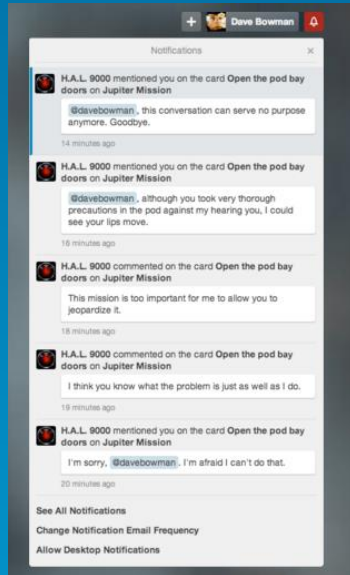 Dave Bowman
Notifications
H.A.L. 9000 mentioned you on the card Open the pod bay
doors on Jupiter Mission
@davebowman , this conversation can serve no purpose
anymore. Goodbye.
14 minutes ago
H.A.L. 9000 mentioned you on the card Open the pod bay
doors on Jupiter Mission
@davebowman , although you took very thorough
precautions in the pod against my hearing you, I could
see your lips move.
16 minutes ago
H.A.L. 9000 commented on the card Open the pod bay
doors on Jupiter Mission
This mission is too important for me to allow you to
jeopardize it.
18 minutes ago
H.A.L. 9000 commented on the card Open the pod bay
doors on Jupiter Mission
I think you know what the problem is just as well as I do.
19 minutes ago
H.A.L. 9000 mentioned you on the card Open the pod bay
doors on Jupiter Mission
I'm sorry, @davebowman . I'm afraid I can't do that.
20 minutes ago
See All Notifications
Change Notification Email Frequency
Allow Desktop Notifications